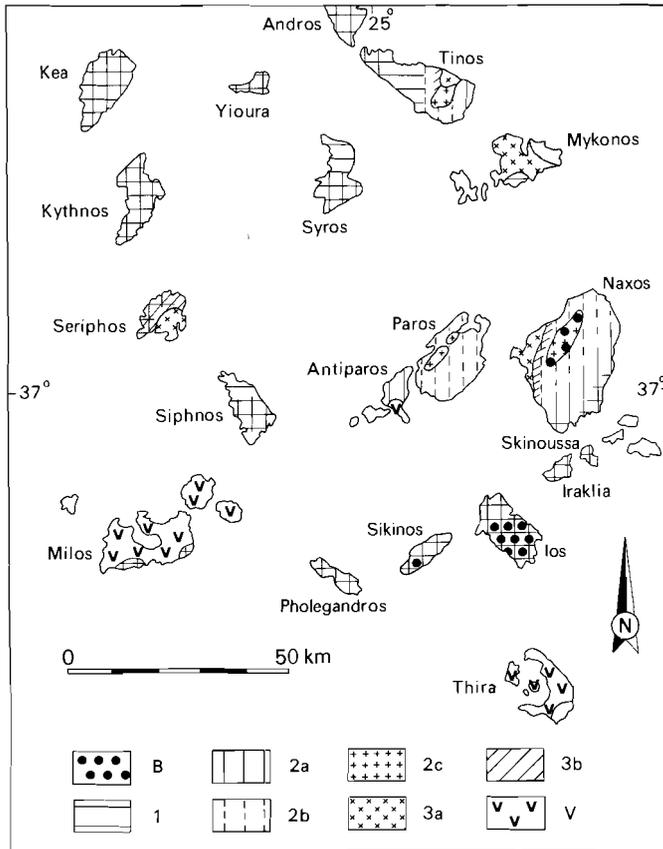 Andros
25°
Tinos
Kea
Yioura
Mykonos
Kythnos
Syros
Naxos
Seriphos
Paros
Antiparos
37°
37°
Siphnos
Skinoussa
Iraklia
V
V
V
V
V
V
V
V
V
V
Milos
Sikinos
Ios
Pholegandros
N
0 50 km
Thira
V
V
V
V
V
B 2a 2c 3b
1 2b 3a V V V V